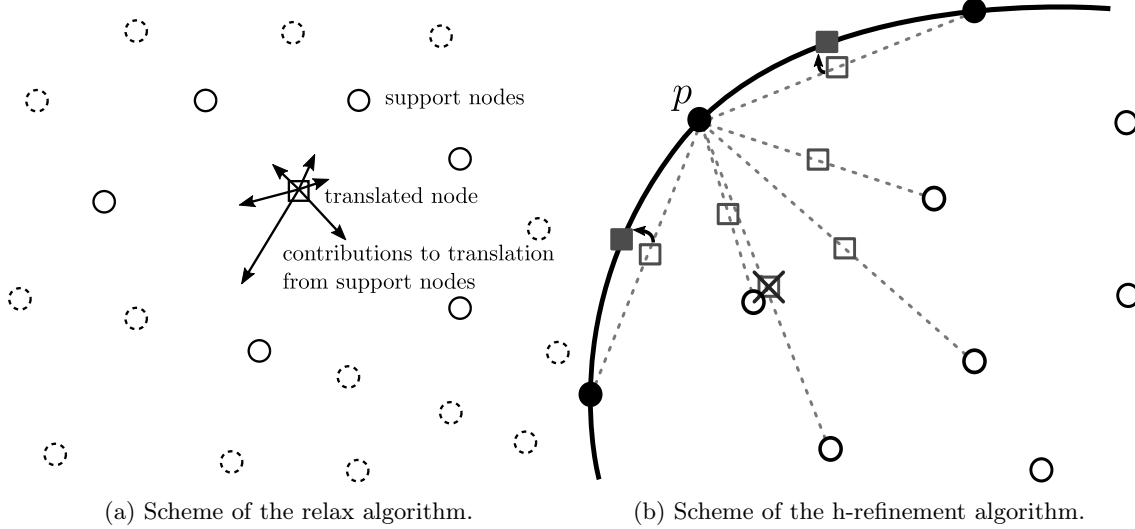 support nodes
translated node
contributions to translation
from support nodes
(a) Scheme of the relax algorithm.
p
(b) Scheme of the h-refinement algorithm.